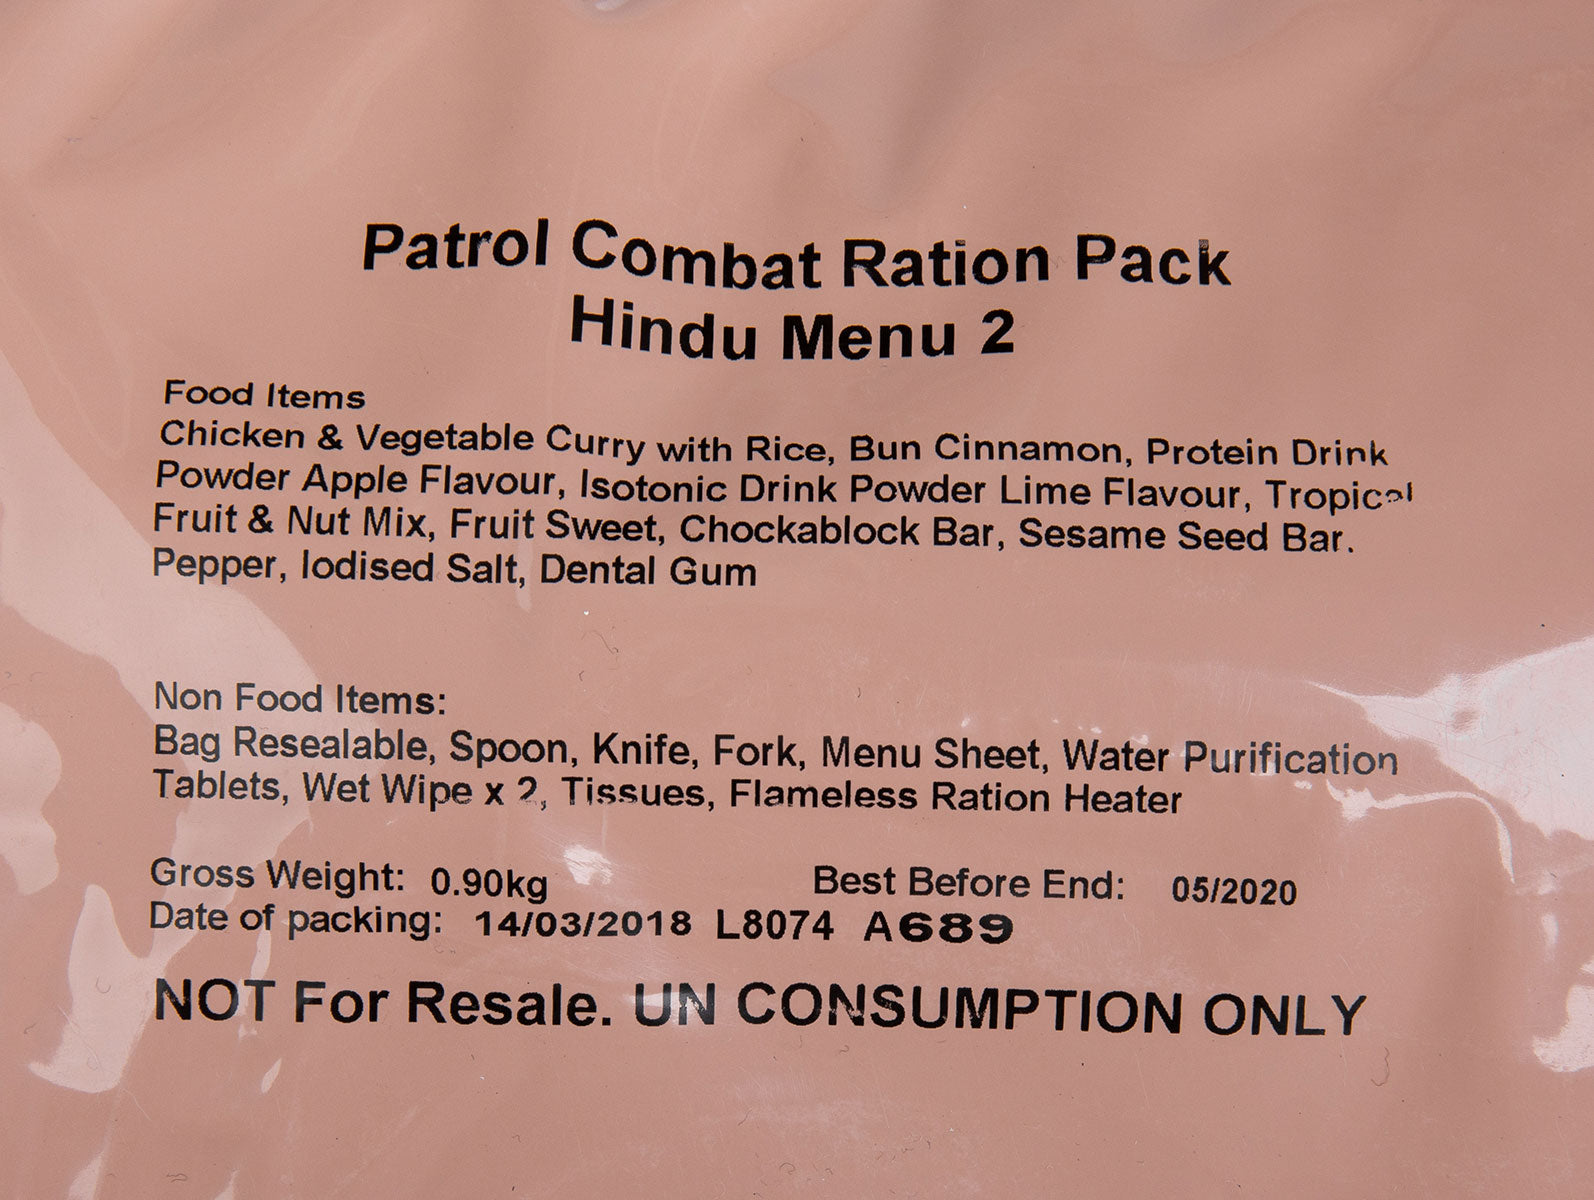 Patrol Combat Ration Pack
Hindu Menu 2
Food Items
Chicken & Vegetable Curry with Rice, Bun Cinnamon, Protein Drink
Powder Apple Flavour, Isotonic Drink Powder Lime Flavour, Tropical
Fruit & Nut Mix, Fruit Sweet, Chockablock Bar, Sesame Seed Bar.
Pepper, Iodised Salt, Dental Gum
Non Food Items:
Bag Resealable, Spoon, Knife, Fork, Menu Sheet, Water Purification
Tablets, Wet Wipe x 2, Tissues, Flameless Ration Heater
Gross Weight: 0.90kg Best Before End: 05/2020
Date of packing: 14/03/2018 L8074 A689
NOT For Resale. UN CONSUMPTION ONLY